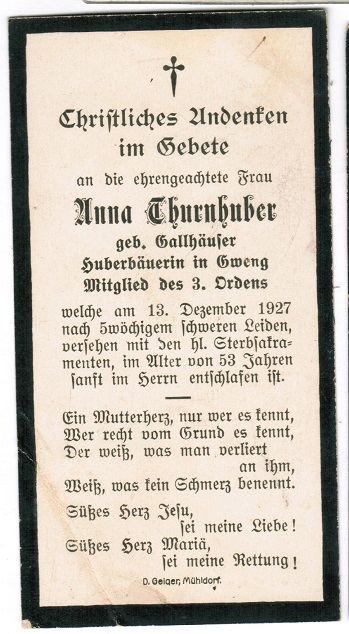 Christliches Andenken
im Gebete
an die ehrengeachtete Frau
Anna Thurnhuber
geb. Gallhäuser
Huberbäuerin in Gweng
Mitglied des 3. Ordens
welche am 13. Dezember 1927
nach 5wöchigem schweren Leiden,
versehen mit den hl. Sterbsakra-
menten, im Alter von 53 Jahren
sanft im Herrn entschlafen ist.
Ein Mutterherz, nur wer es kennt,
Wer recht vom Grund es kennt,
Der weiß, was man verliert
an ihm,
Weiß, was kein Schmerz benennt.
Süßes Herz Jesu,
sei meine Liebe!
Süßes Herz Mariä,
sei meine Rettung!
D. Geiger, Mühldorf.